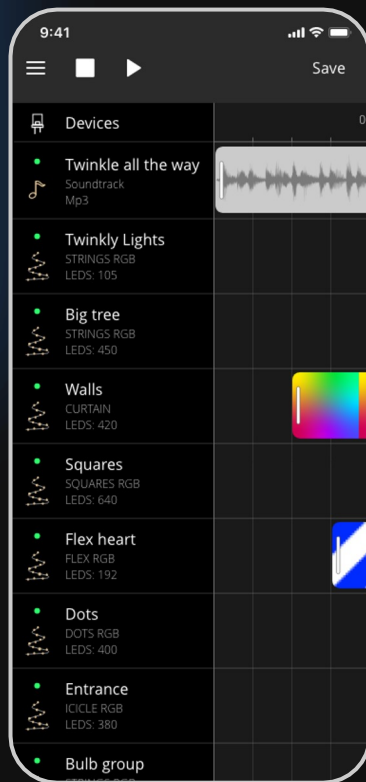 9:41
Save
Devices
0
Twinkle all the way
Soundtrack
Mp3
Twinkly Lights
STRINGS RGB
LEDS: 105
Big tree
STRINGS RGB
LEDS: 450
Walls
CURTAIN
LEDS: 420
Squares
SQUARES RGB
LEDS: 640
Flex heart
FLEX RGB
LEDS: 192
Dots
DOTS RGB
LEDS: 400
Entrance
ICICLE RGB
LEDS: 380
Bulb group